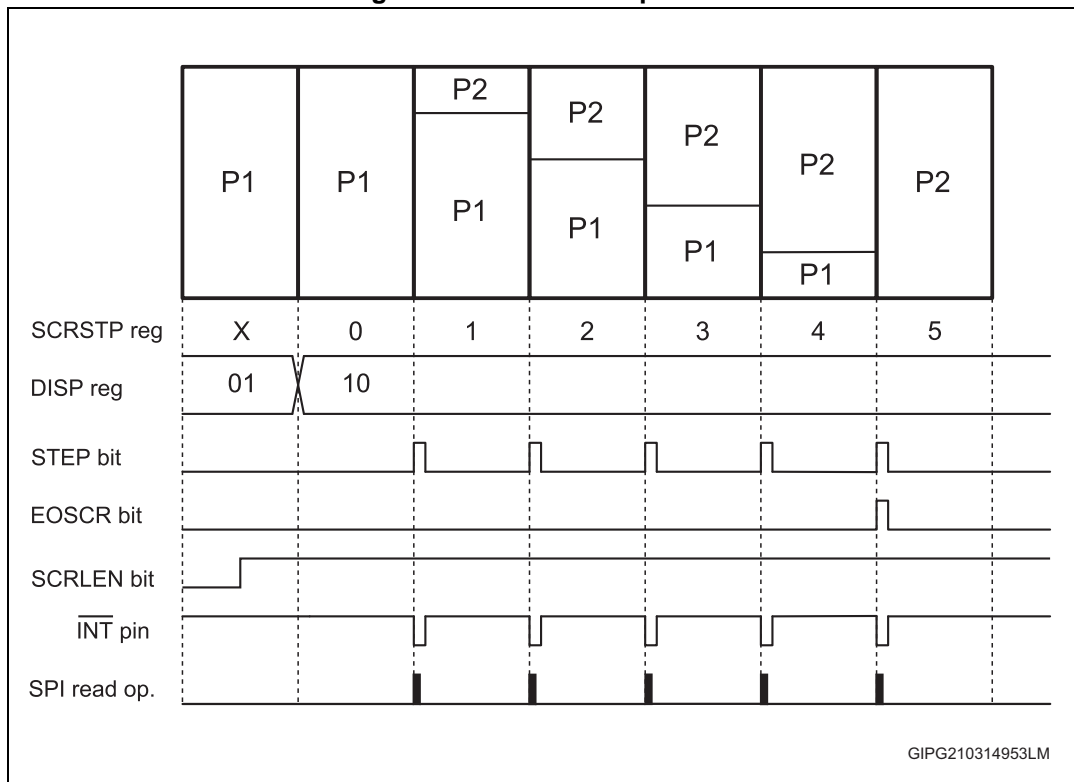 P2
P2
P2
P2
P1
P1
P2
P1
P1
P1
P1
SCRSTP reg X 0 1 2 3 4 5
DISP reg 01 10
STEP bit
EOSCR bit
SCRLEN bit
INT pin
SPI read op.
GIPG210314953LM